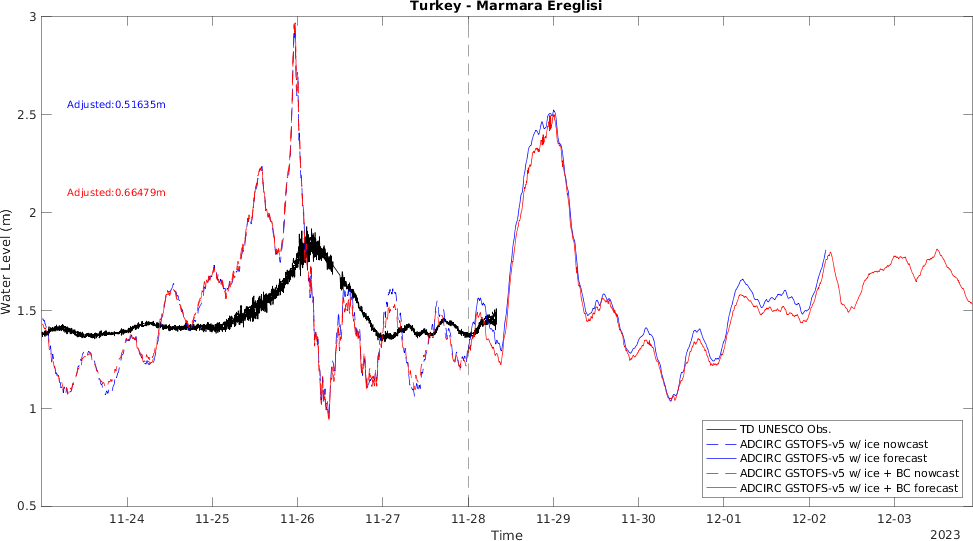 Turkey - Marmara Ereglisi
3
2.5
2
1.5
1
0.5
Water Level (m)
Adjusted:0.51635m
Adjusted:0.66479m
TD UNESCO Obs.
ADCIRC GSTOFS-v5 w/ ice nowcast
ADCIRC GSTOFS-v5 w/ ice forecast
ADCIRC GSTOFS-v5 w/ ice + BC nowcast
ADCIRC GSTOFS-v5 w/ ice + BC forecast
11-24 11-25 11-26 11-27 11-28 11-29 11-30 12-01 12-02 12-03
Time
2023